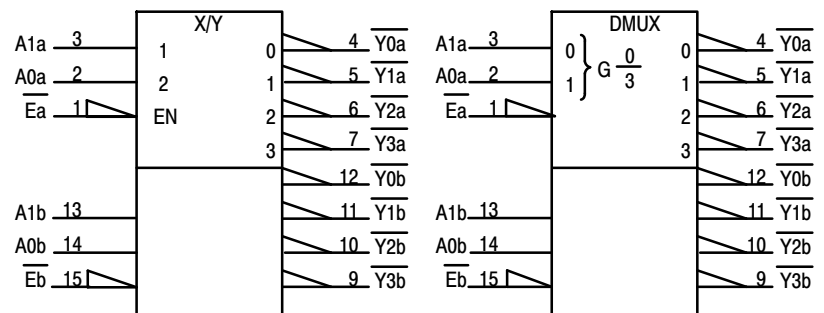 X/Y DMUX
A1a 3 1 0 4 Y0a A1a 3 0 0 4 Y0a
A0a 2 2 1 5 Y1a A0a 2 1 } G 0/3 1 5 Y1a
Ea 1 EN 2 6 Y2a Ea 1 2 6 Y2a
3 7 Y3a 3 7 Y3a
12 Y0b 12 Y0b
A1b 13 11 Y1b A1b 13 11 Y1b
A0b 14 10 Y2b A0b 14 10 Y2b
Eb 15 9 Y3b Eb 15 9 Y3b